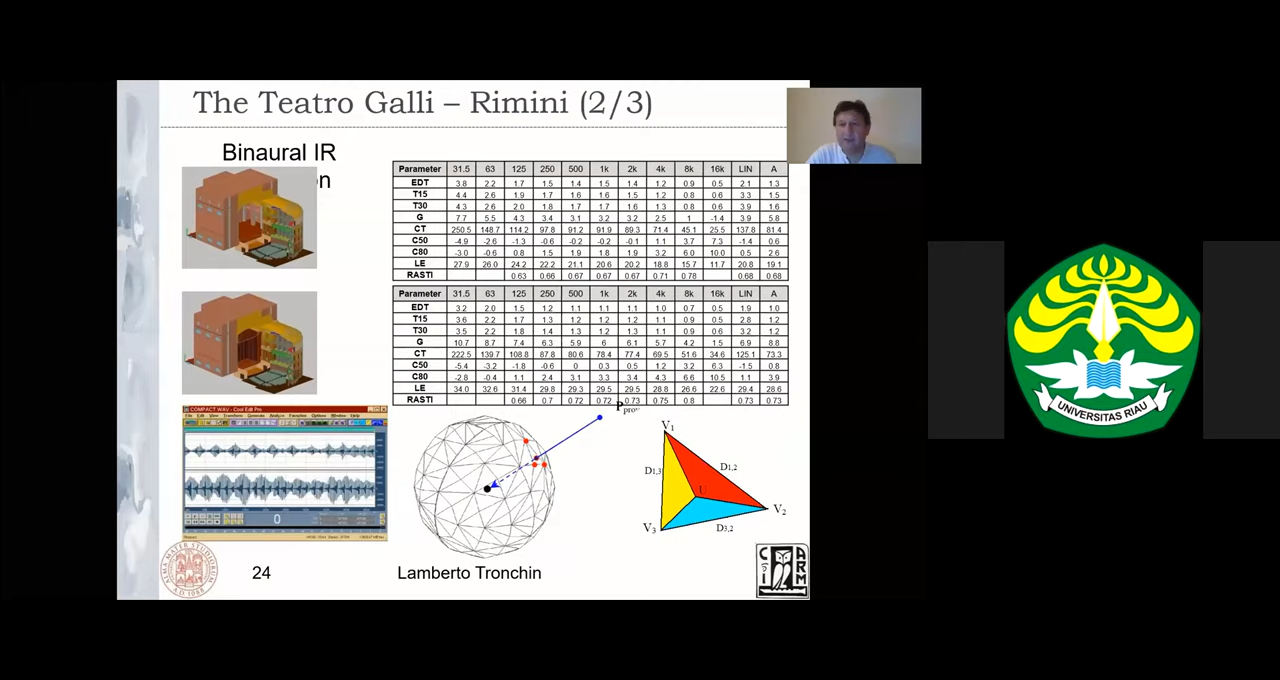 The Teatro Galli – Rimini (2/3)
Binaural IR
on
Parameter 31.5 63 125 250 500 1k 2k 4k 8k 16k LIN A
EDT 3.8 2.2 1.7 1.5 1.4 1.5 1.4 1.2 0.9 0.5 2.1 1.3
T15 4.4 2.6 1.9 1.7 1.6 1.6 1.5 1.2 0.8 0.6 3.3 1.5
T30 4.3 2.6 2.0 1.8 1.7 1.7 1.6 1.3 0.8 0.6 3.9 1.6
G 7.7 5.5 4.3 3.4 3.1 3.2 3.2 2.5 1 -1.4 3.9 5.8
CT 250.5 148.7 114.2 97.8 91.2 91.9 89.3 71.4 45.1 25.5 137.8 81.4
C50 -4.9 -2.6 -1.3 -0.6 -0.2 -0.2 -0.1 1.1 3.7 7.3 -1.4 0.6
C80 -3.0 -0.6 0.8 1.5 1.9 1.8 1.9 3.2 6.0 10.0 0.5 2.6
LE 27.9 26.0 24.2 22.2 21.1 20.6 20.2 18.8 15.7 11.7 20.8 19.1
RASTI 0.63 0.66 0.67 0.67 0.67 0.71 0.78 0.68 0.68
Parameter 31.5 63 125 250 500 1k 2k 4k 8k 16k LIN A
EDT 3.2 2.0 1.5 1.2 1.1 1.1 1.1 1.0 0.7 0.5 1.9 1.0
T15 3.6 2.2 1.7 1.3 1.2 1.2 1.2 1.1 0.8 0.5 2.8 1.2
T30 3.5 2.2 1.8 1.4 1.3 1.2 1.3 1.1 0.9 0.6 3.2 1.2
G 10.7 8.7 7.4 6.3 5.9 6 6.1 5.7 4.2 1.5 6.9 8.8
CT 222.5 139.7 108.8 87.8 80.6 78.4 77.4 69.5 51.6 34.6 125.1 73.3
C50 -5.4 -3.2 -1.8 -0.6 0 0.3 0.5 1.2 3.2 6.3 -1.5 0.8
C80 -2.8 -0.4 1.1 2.4 3.1 3.3 3.4 4.3 6.6 10.5 1.1 3.9
LE 34.0 32.6 31.4 29.8 29.3 29.5 29.5 28.8 26.6 22.6 29.4 28.6
RASTI 0.66 0.7 0.72 0.72 0.73 0.75 0.8 0.73 0.73
COMPACT WAV - Cool Edit Pro
File Edit View Transform Generate Analyze Favorites Options Window Help
0
V1
D1,3
D1,2
U
V2
V3
D3,2
ALMA MATER STUDIORUM
A.D. 1088
24
Lamberto Tronchin
CI
ARM
UNIVERSITAS RIAU